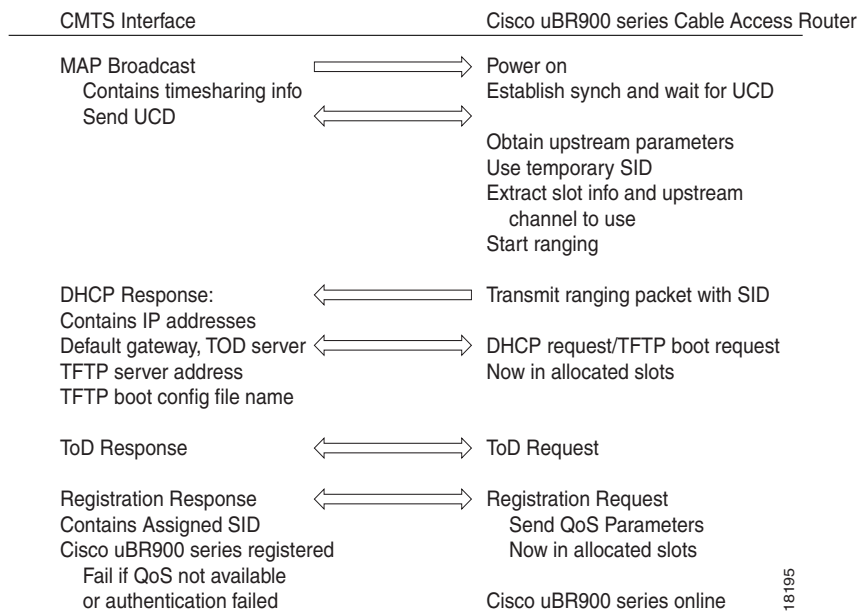 CMTS Interface
Cisco uBR900 series Cable Access Router
MAP Broadcast
Contains timesharing info
Send UCD
Power on
Establish synch and wait for UCD
Obtain upstream parameters
Use temporary SID
Extract slot info and upstream
channel to use
Start ranging
DHCP Response:
Contains IP addresses
Default gateway, TOD server
TFTP server address
TFTP boot config file name
Transmit ranging packet with SID
DHCP request/TFTP boot request
Now in allocated slots
ToD Response
ToD Request
Registration Response
Contains Assigned SID
Cisco uBR900 series registered
Fail if QoS not available
or authentication failed
Registration Request
Send QoS Parameters
Now in allocated slots
Cisco uBR900 series online
18195